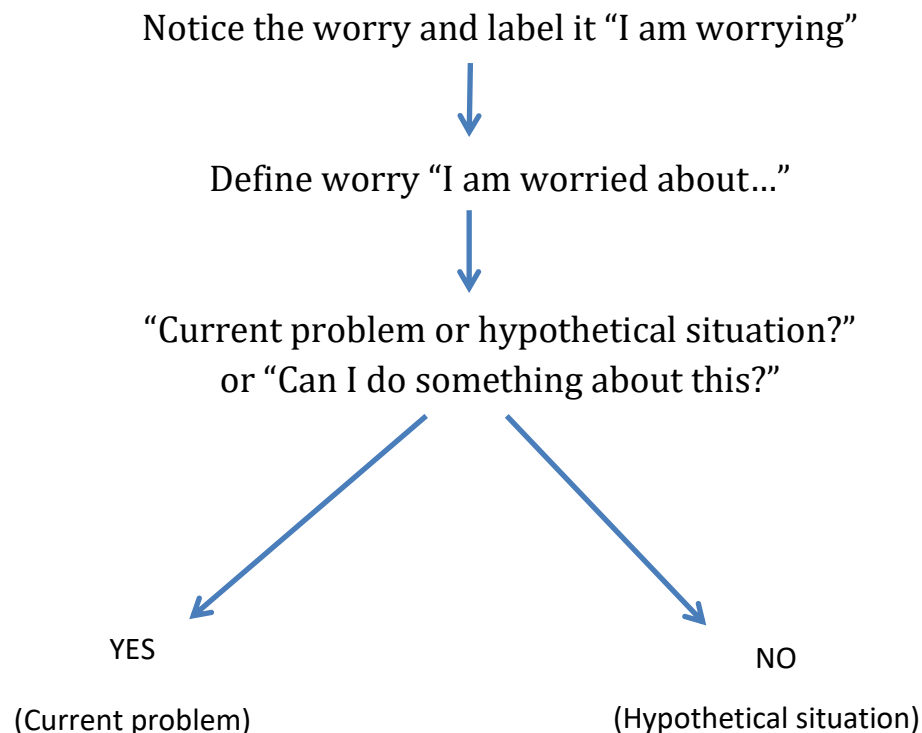 Notice the worry and label it “I am worrying”
Define worry “I am worried about…”
“Current problem or hypothetical situation?”
or “Can I do something about this?”
YES
NO
(Current problem)
(Hypothetical situation)